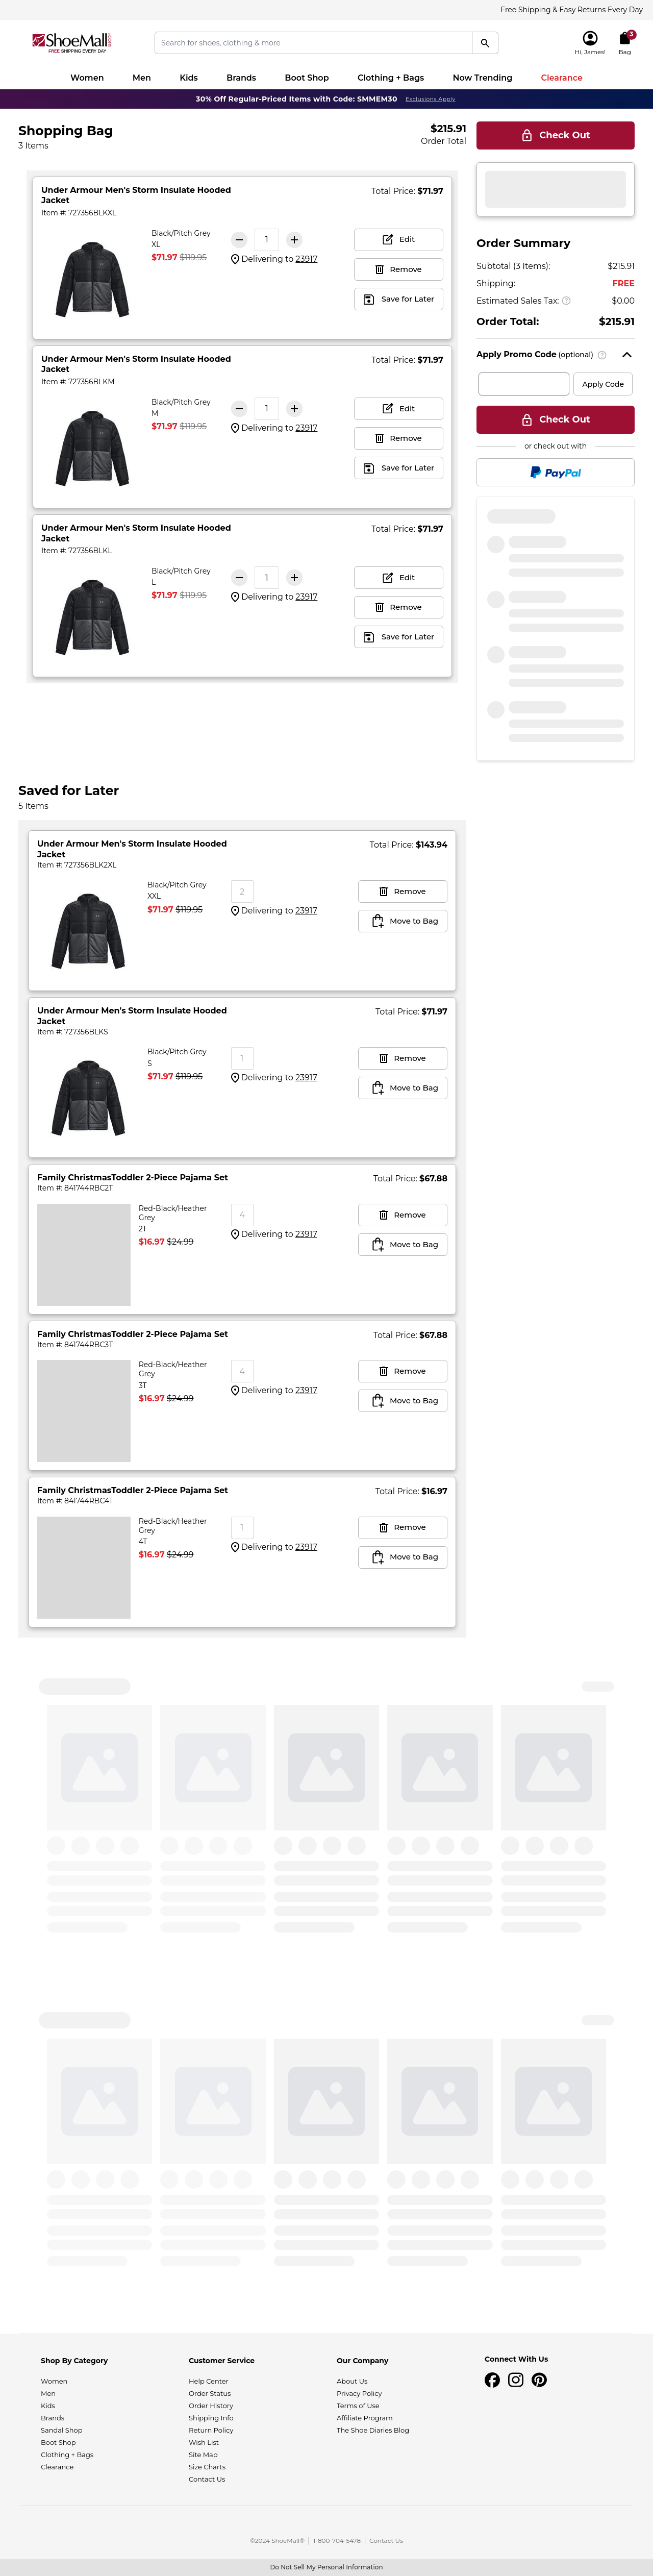 Free Shipping & Easy Returns Every Day
ShoeMall
FREE SHIPPING EVERY DAY
Search for shoes, clothing & more
Hi, James!
3
Bag
Women Men Kids Brands Boot Shop Clothing + Bags Now Trending Clearance
30% Off Regular-Priced Items with Code: SMMEM30 Exclusions Apply
Shopping Bag
3 Items
$215.91
Order Total
Under Armour Men's Storm Insulate Hooded
Jacket
Item #: 727356BLKXL
Total Price: $71.97
Black/Pitch Grey
XL
$71.97 $119.95
1
Delivering to 23917
Edit
Remove
Save for Later
Under Armour Men's Storm Insulate Hooded
Jacket
Item #: 727356BLKM
Total Price: $71.97
Black/Pitch Grey
M
$71.97 $119.95
1
Delivering to 23917
Edit
Remove
Save for Later
Under Armour Men's Storm Insulate Hooded
Jacket
Item #: 727356BLKL
Total Price: $71.97
Black/Pitch Grey
L
$71.97 $119.95
1
Delivering to 23917
Edit
Remove
Save for Later
Check Out
Order Summary
Subtotal (3 Items): $215.91
Shipping: FREE
Estimated Sales Tax: ? $0.00
Order Total: $215.91
Apply Promo Code (optional) ?
Apply Code
Check Out
or check out with
PayPal
Saved for Later
5 Items
Under Armour Men's Storm Insulate Hooded
Jacket
Item #: 727356BLK2XL
Total Price: $143.94
Black/Pitch Grey
XXL
$71.97 $119.95
2
Delivering to 23917
Remove
Move to Bag
Under Armour Men's Storm Insulate Hooded
Jacket
Item #: 727356BLKS
Total Price: $71.97
Black/Pitch Grey
S
$71.97 $119.95
1
Delivering to 23917
Remove
Move to Bag
Family ChristmasToddler 2-Piece Pajama Set
Item #: 841744RBC2T
Total Price: $67.88
Red-Black/Heather
Grey
2T
$16.97 $24.99
4
Delivering to 23917
Remove
Move to Bag
Family ChristmasToddler 2-Piece Pajama Set
Item #: 841744RBC3T
Total Price: $67.88
Red-Black/Heather
Grey
3T
$16.97 $24.99
4
Delivering to 23917
Remove
Move to Bag
Family ChristmasToddler 2-Piece Pajama Set
Item #: 841744RBC4T
Total Price: $16.97
Red-Black/Heather
Grey
4T
$16.97 $24.99
1
Delivering to 23917
Remove
Move to Bag
Shop By Category
Women
Men
Kids
Brands
Sandal Shop
Boot Shop
Clothing + Bags
Clearance
Customer Service
Help Center
Order Status
Order History
Shipping Info
Return Policy
Wish List
Site Map
Size Charts
Contact Us
Our Company
About Us
Privacy Policy
Terms of Use
Affiliate Program
The Shoe Diaries Blog
Connect With Us
©2024 ShoeMall® | 1-800-704-5478 | Contact Us
Do Not Sell My Personal Information